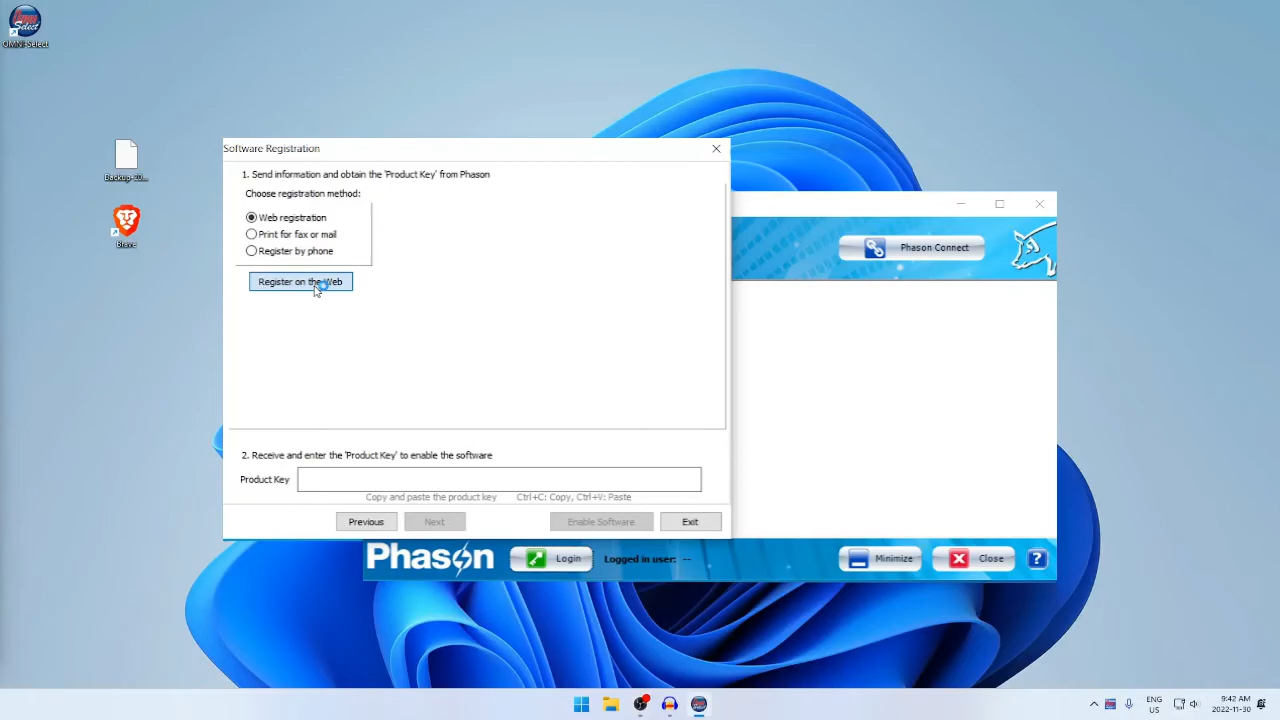 Omni
Select
OMNI-Select
Backup-20...
Brave
Software Registration
1. Send information and obtain the 'Product Key' from Phason
Choose registration method:
Web registration
Print for fax or mail
Register by phone
Register on the Web
2. Receive and enter the 'Product Key' to enable the software
Product Key
Copy and paste the product key Ctrl+C: Copy, Ctrl+V: Paste
Previous Next Enable Software Exit
Phason Connect
Phason Login Logged in user: -- Minimize Close ?
ENG
US
9:42 AM
2022-11-30